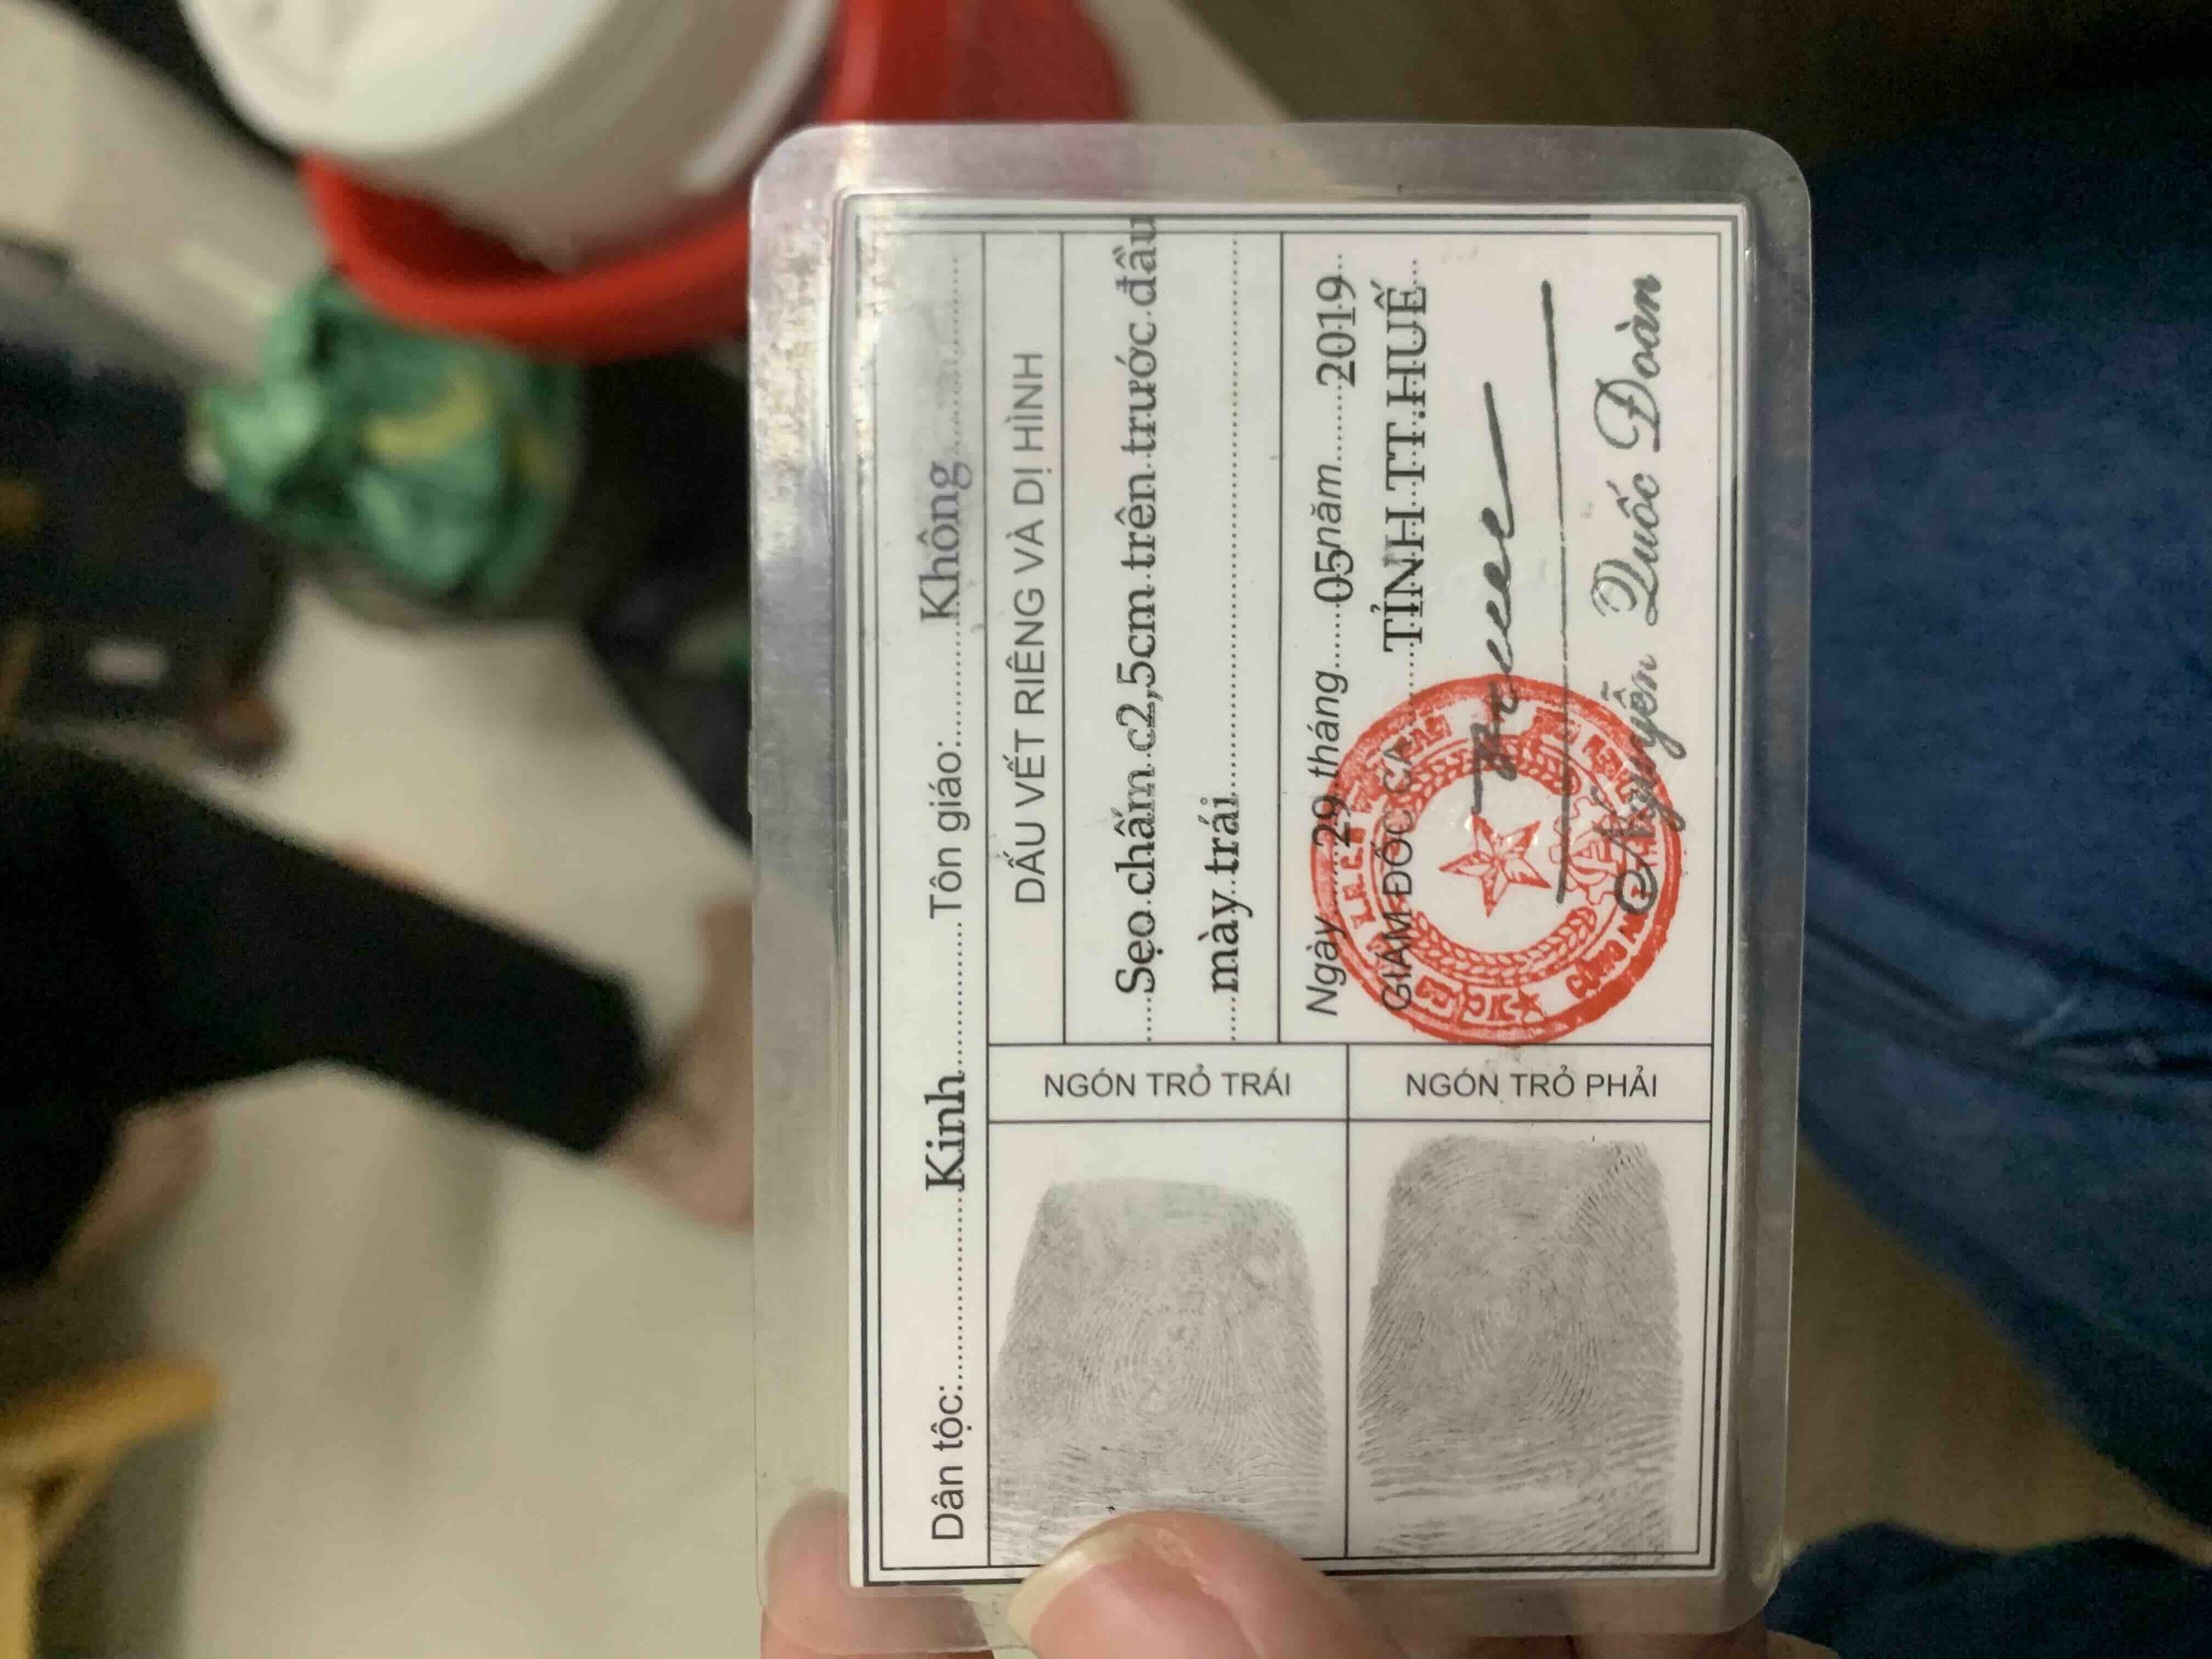 Dân tộc: Kinh Tôn giáo: Không
DẤU VẾT RIÊNG VÀ DỊ HÌNH
Sẹo chấm c2,5cm trên trước đầu
mày trái
Ngày 29 tháng 05 năm 2019
GIÁM ĐỐC CA TỈNH TT.HUẾ
Nguyễn Quốc Đoàn
NGÓN TRỎ TRÁI
NGÓN TRỎ PHẢI